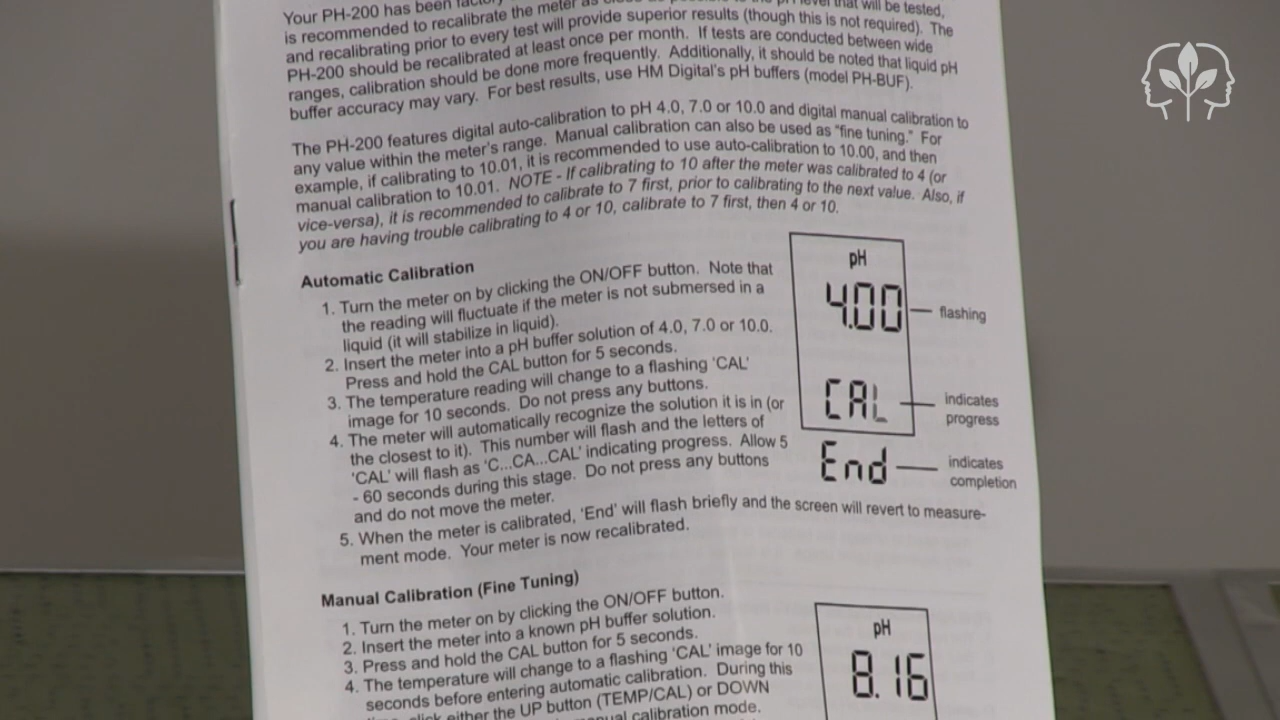 Your PH-200 has been factory
is recommended to recalibrate the meter as close as possible to the pH level that will be tested,
and recalibrating prior to every test will provide superior results (though this is not required). The
PH-200 should be recalibrated at least once per month. If tests are conducted between wide
ranges, calibration should be done more frequently. Additionally, it should be noted that liquid pH
buffer accuracy may vary. For best results, use HM Digital's pH buffers (model PH-BUF).
The PH-200 features digital auto-calibration to pH 4.0, 7.0 or 10.0 and digital manual calibration to
any value within the meter's range. Manual calibration can also be used as "fine tuning." For
example, if calibrating to 10.01, it is recommended to use auto-calibration to 10.00, and then
manual calibration to 10.01. NOTE - If calibrating to 10 after the meter was calibrated to 4 (or
vice-versa), it is recommended to calibrate to 7 first, prior to calibrating to the next value. Also, if
you are having trouble calibrating to 4 or 10, calibrate to 7 first, then 4 or 10.
Automatic Calibration
1. Turn the meter on by clicking the ON/OFF button. Note that
the reading will fluctuate if the meter is not submersed in a
liquid (it will stabilize in liquid).
2. Insert the meter into a pH buffer solution of 4.0, 7.0 or 10.0.
Press and hold the CAL button for 5 seconds.
3. The temperature reading will change to a flashing 'CAL'
image for 10 seconds. Do not press any buttons.
4. The meter will automatically recognize the solution it is in (or
the closest to it). This number will flash and the letters of
'CAL' will flash as 'C...CA...CAL' indicating progress. Allow 5
- 60 seconds during this stage. Do not press any buttons
and do not move the meter.
5. When the meter is calibrated, 'End' will flash briefly and the screen will revert to measure-
ment mode. Your meter is now recalibrated.
pH
4.00
flashing
CAL
indicates
progress
End
indicates
completion
Manual Calibration (Fine Tuning)
1. Turn the meter on by clicking the ON/OFF button.
2. Insert the meter into a known pH buffer solution.
3. Press and hold the CAL button for 5 seconds.
4. The temperature will change to a flashing 'CAL' image for 10
seconds before entering automatic calibration. During this
time, click either the UP button (TEMP/CAL) or DOWN
manual calibration mode.
pH
8.16